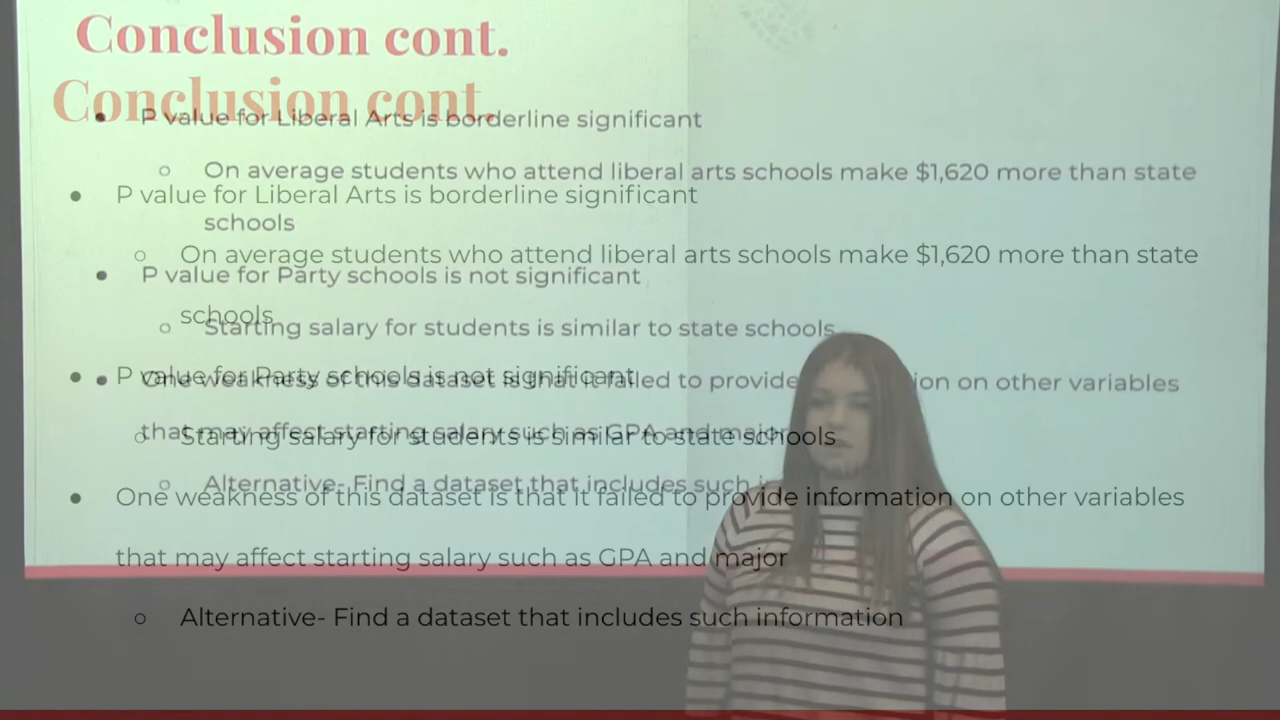 Conclusion cont.
Conclusion cont.
P value for Liberal Arts is borderline significant
○ On average students who attend liberal arts schools make $1,620 more than state
● P value for Liberal Arts is borderline significant
schools
○ On average students who attend liberal arts schools make $1,620 more than state
● P value for Party schools is not significant
schools
○ Starting salary for students is similar to state schools
● P value for Party schools is not significant
● One weakness of this dataset is that it failed to provide ion on other variables
that may affect starting salary such as GPA and major
○ Starting salary for students is similar to state schools
○ Alternative- Find a dataset that includes such
● One weakness of this dataset is that it failed to provide information on other variables
that may affect starting salary such as GPA and major
○ Alternative- Find a dataset that includes such information